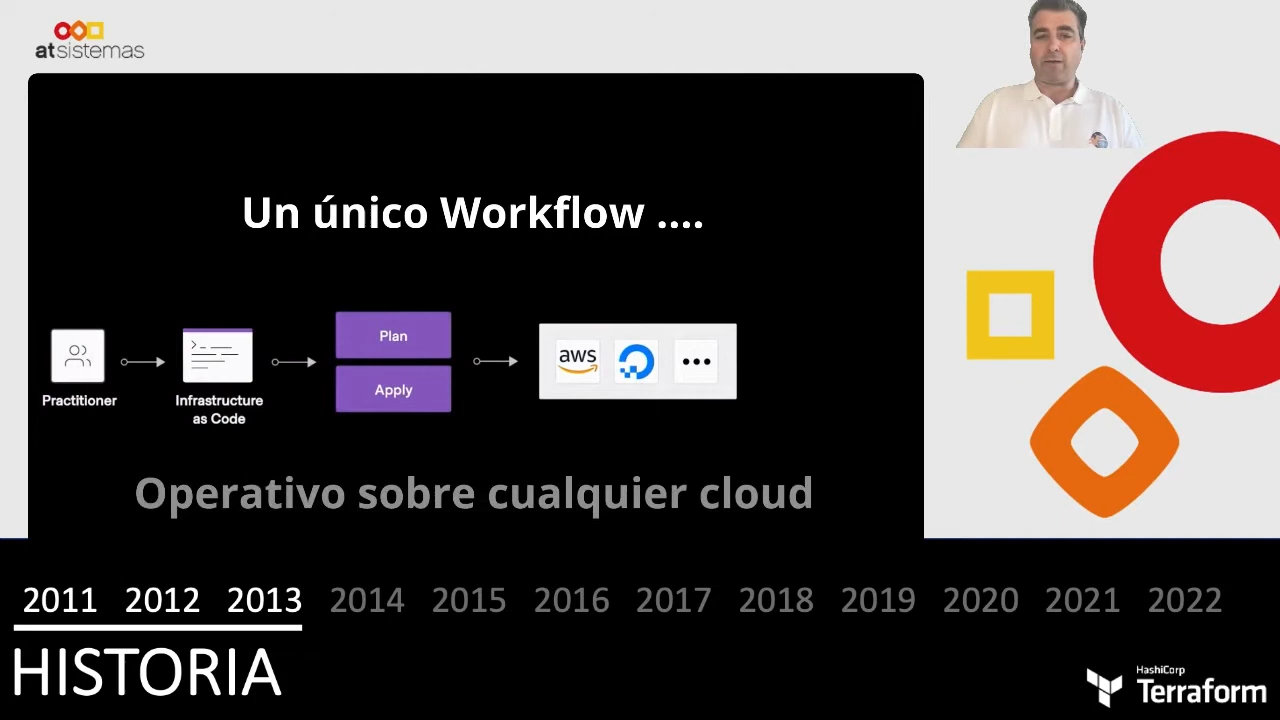 atsistemas
Un único Workflow ....
Practitioner
Infrastructure
as Code
Plan
Apply
aws
Operativo sobre cualquier cloud
2011 2012 2013 2014 2015 2016 2017 2018 2019 2020 2021 2022
HISTORIA
HashiCorp
Terraform